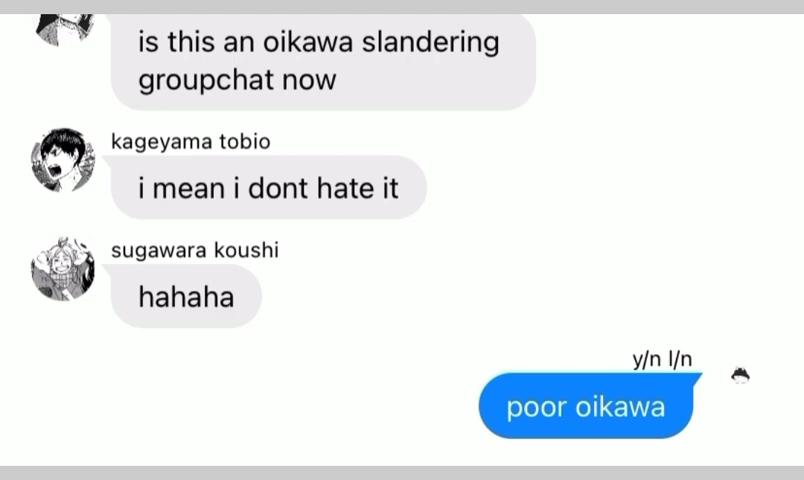 is this an oikawa slandering
groupchat now
kageyama tobio
i mean i dont hate it
sugawara koushi
hahaha
y/n l/n
poor oikawa